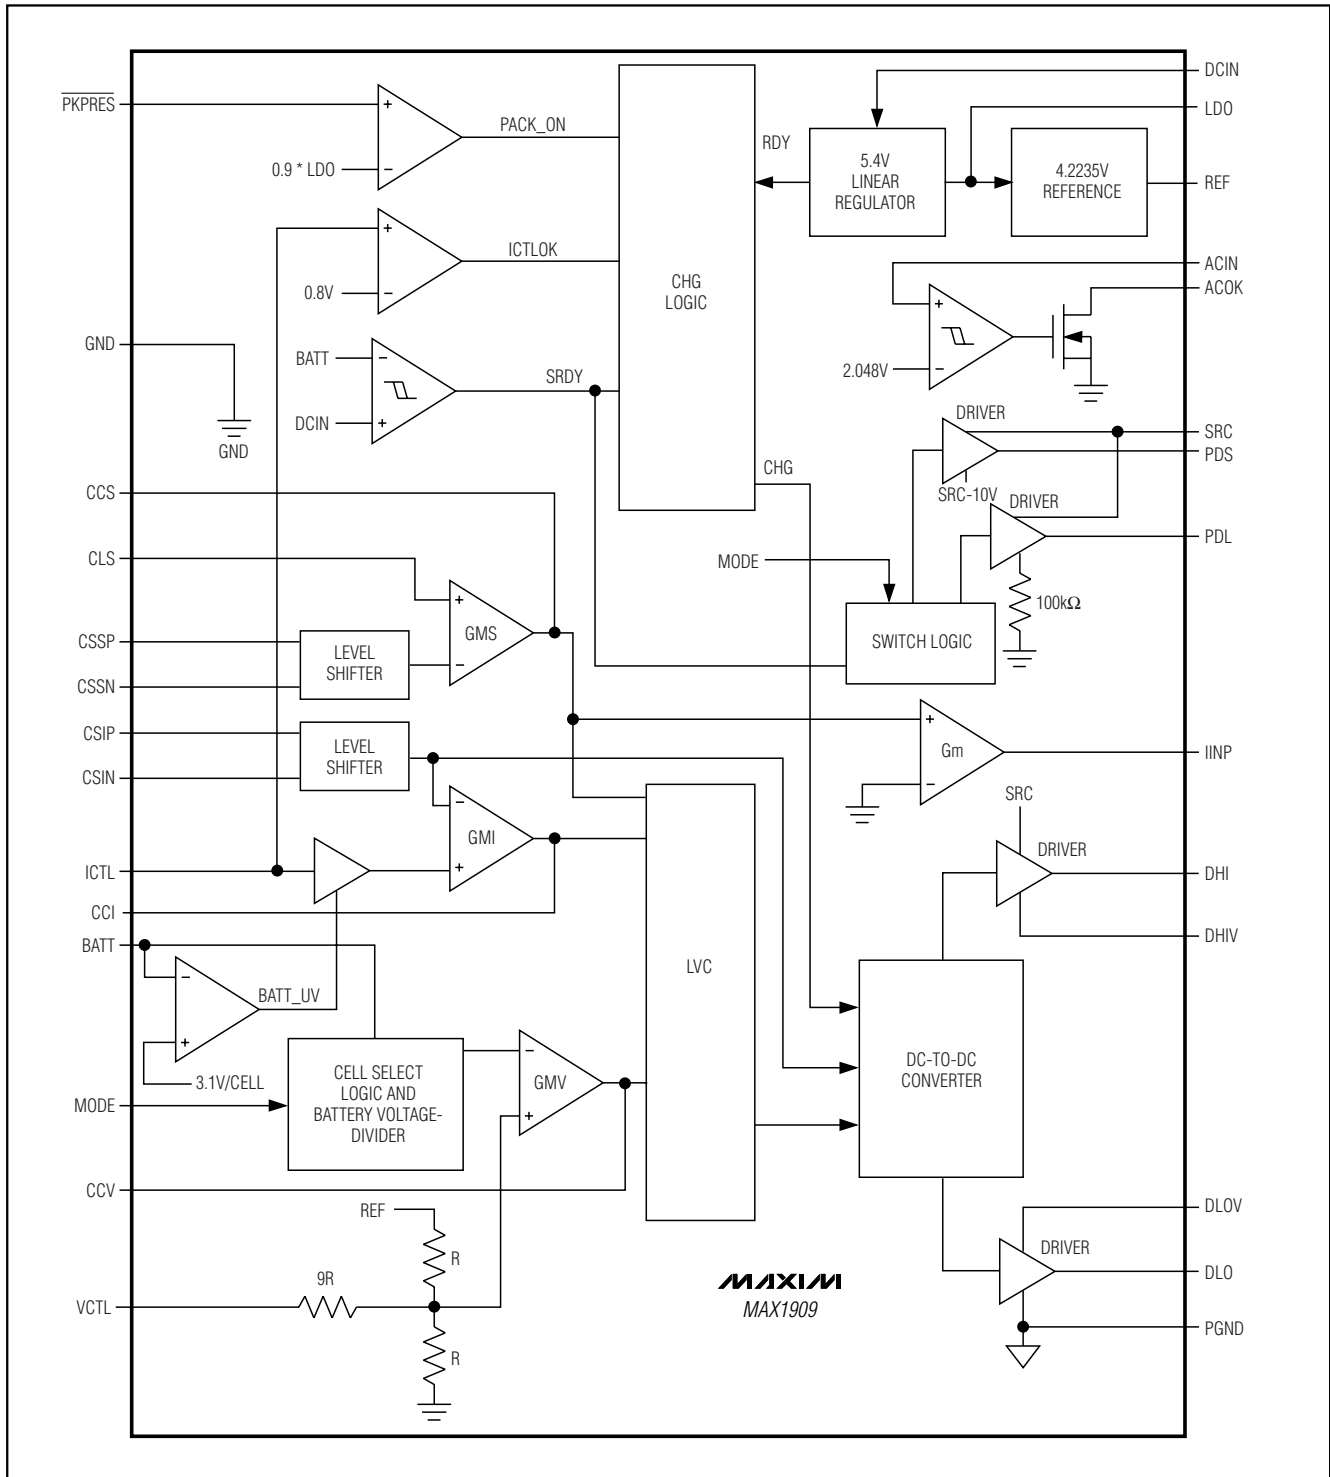 PKPRES
+
PACK_ON
0.9 * LDO
−
+
ICTLOK
0.8V
−
GND
GND
BATT
−
SRDY
DCIN
+
CHG
LOGIC
RDY
CHG
5.4V
LINEAR
REGULATOR
4.2235V
REFERENCE
DCIN
LDO
REF
ACIN
ACOK
+
2.048V
−
DRIVER
SRC
PDS
SRC-10V
DRIVER
PDL
MODE
100kΩ
SWITCH LOGIC
CCS
CLS
+
GMS
−
CSSP
LEVEL
SHIFTER
CSSN
CSIP
LEVEL
SHIFTER
CSIN
−
GMI
+
ICTL
CCI
+
Gm
−
IINP
SRC
DRIVER
DHI
DHIV
BATT
−
BATT_UV
+
3.1V/CELL
LVC
MODE
CELL SELECT
LOGIC AND
BATTERY VOLTAGE-
DIVIDER
−
GMV
+
DC-TO-DC
CONVERTER
CCV
REF
R
9R
VCTL
R
MAXIM
MAX1909
DLOV
DRIVER
DLO
PGND